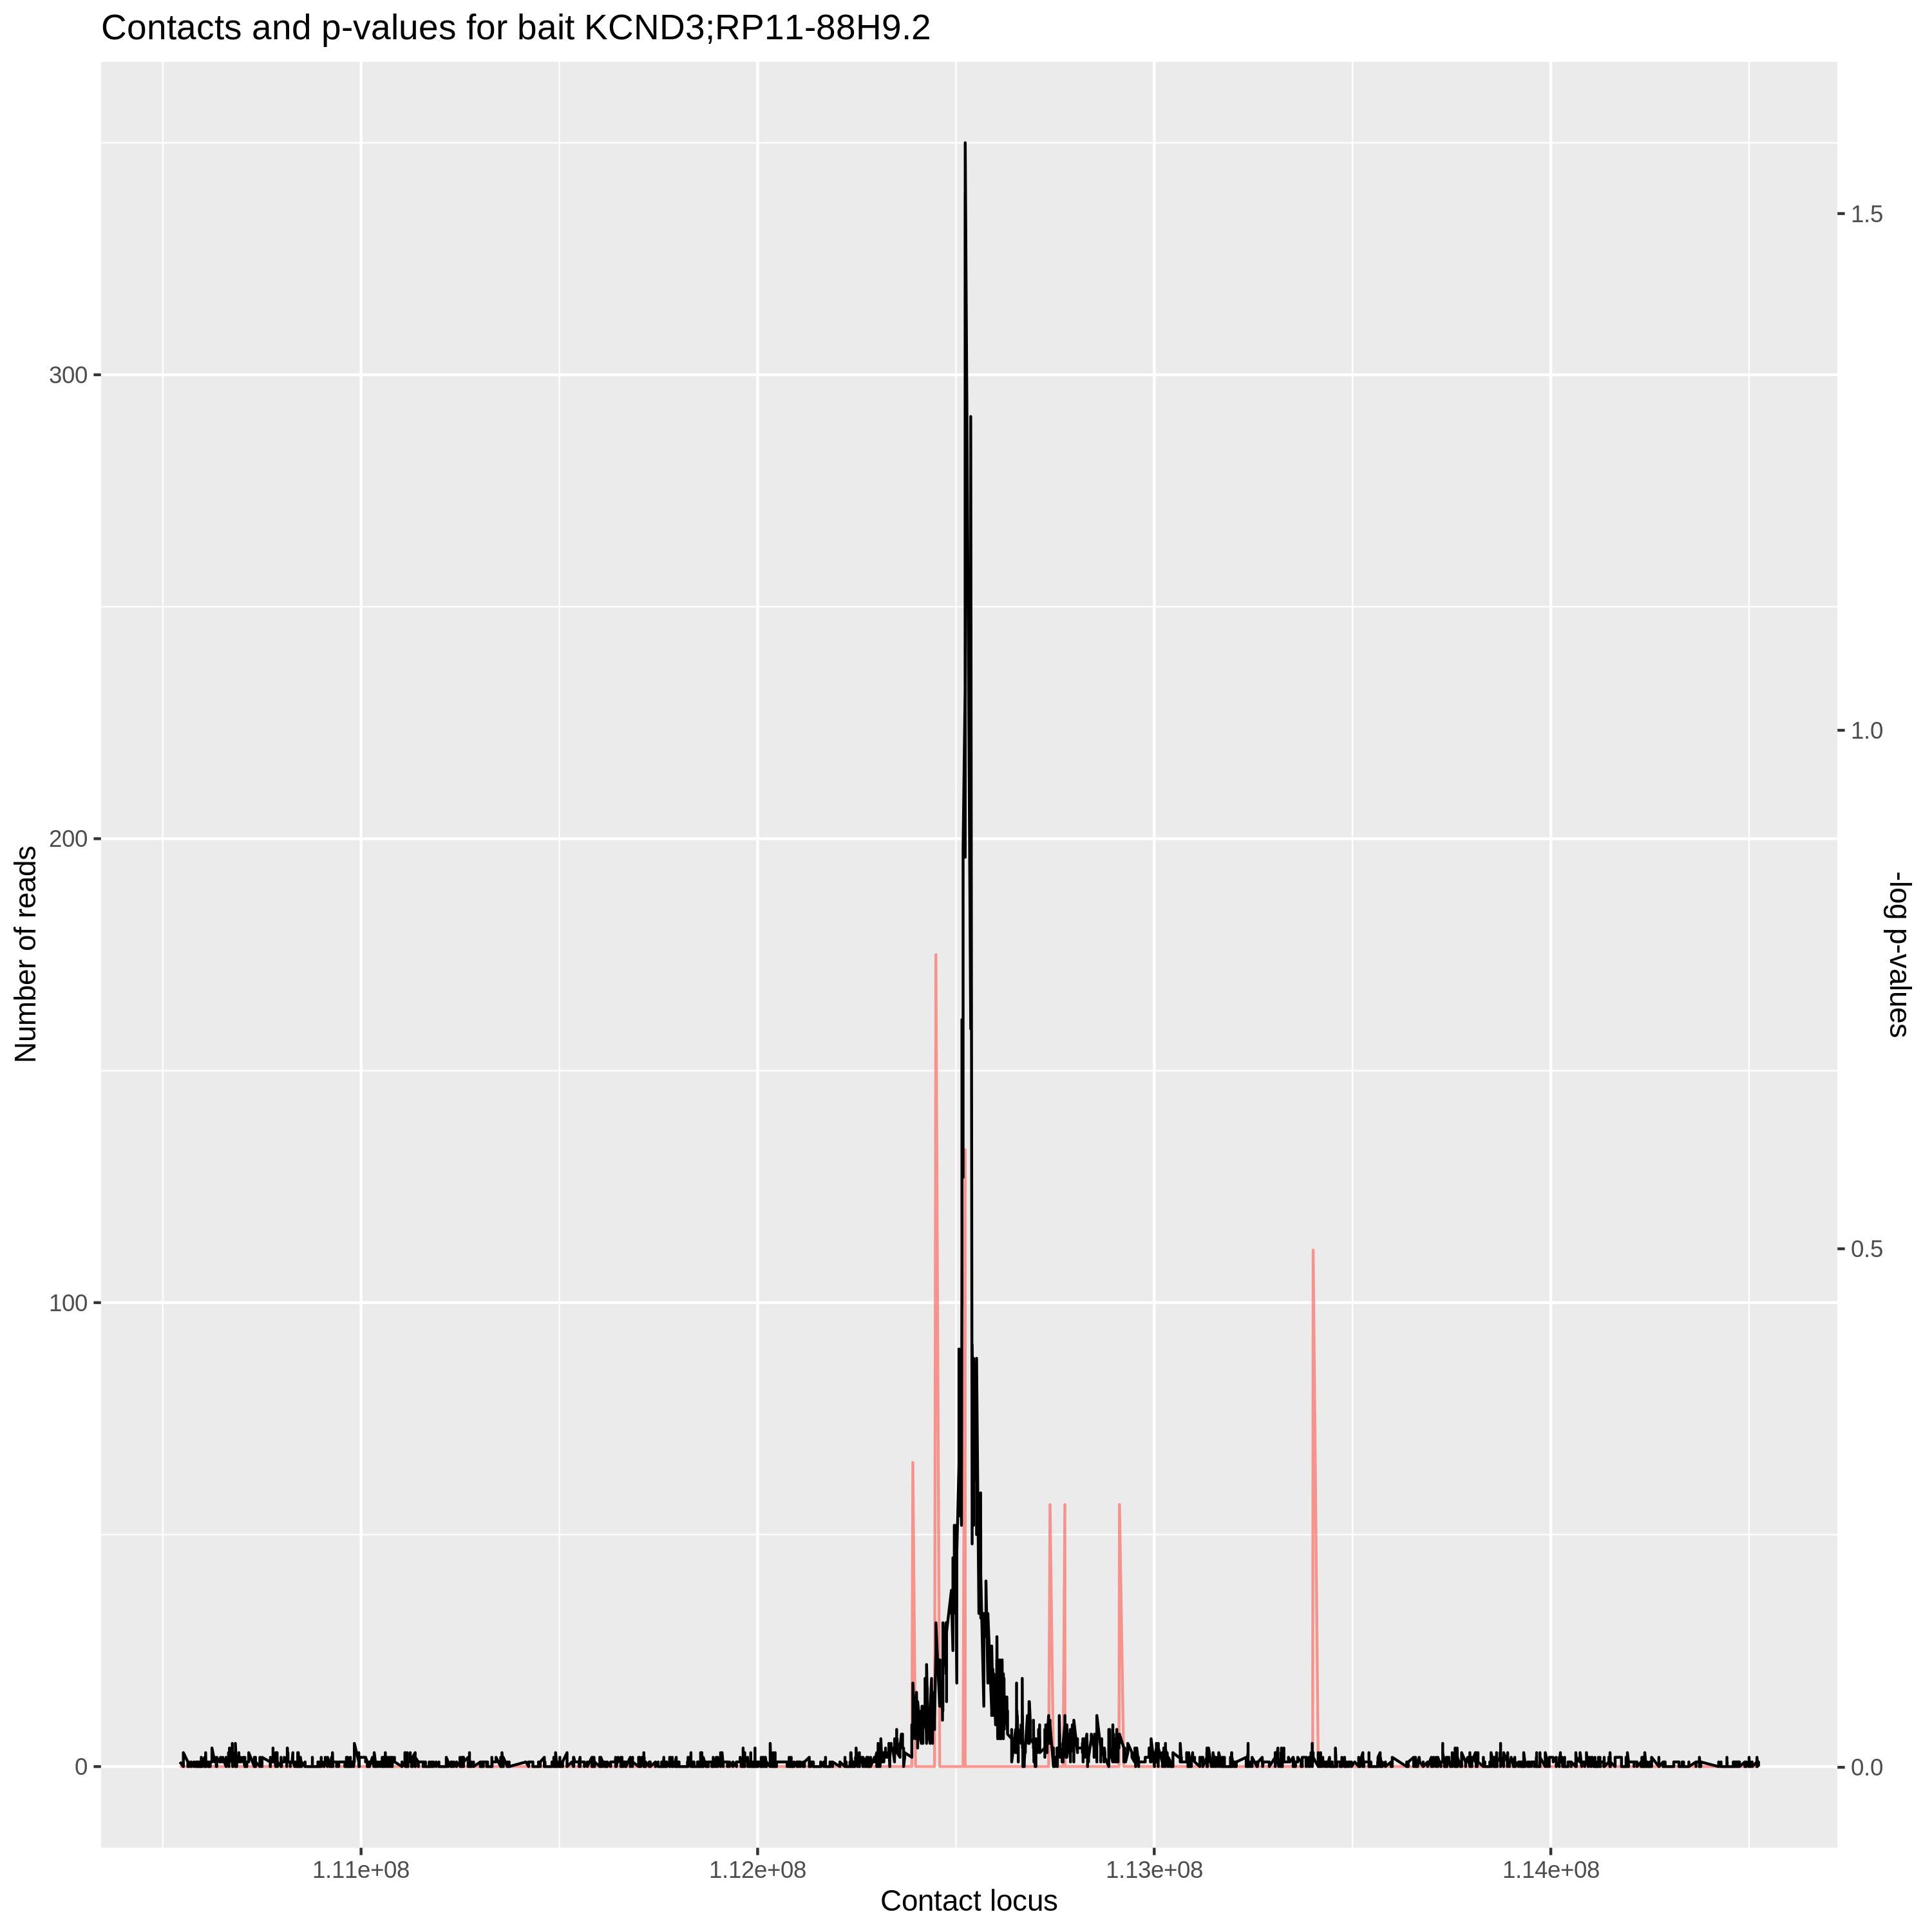 Contacts and p-values for bait KCND3;RP11-88H9.2
Number of reads
300
200
100
0
1.5
1.0
0.5
0.0
-log p-values
1.11e+08 1.12e+08 1.13e+08 1.14e+08
Contact locus